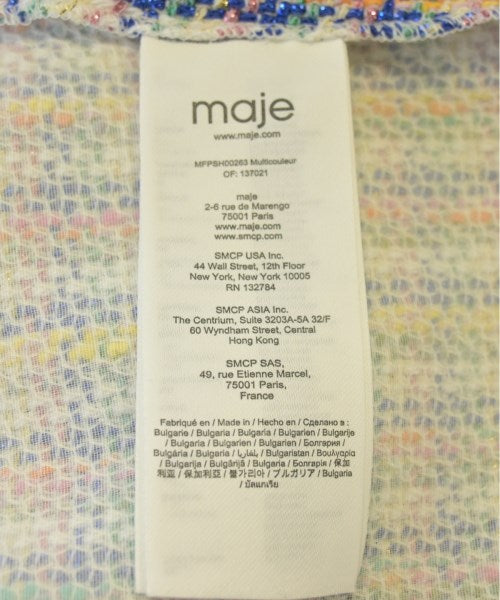 maje
www.maje.com
MFPSH00263 Multicouleur
OF: 137021
maje
2-6 rue de Marengo
75001 Paris
www.maje.com
www.smcp.com
SMCP USA Inc.
44 Wall Street, 12th Floor
New York, New York 10005
RN 132784
SMCP ASIA Inc.
The Centrium, Suite 3203A-5A 32/F
60 Wyndham Street, Central
Hong Kong
SMCP SAS,
49, rue Etienne Marcel,
75001 Paris,
France
Fabriqué en / Made in / Hecho en / Сделано в :
Bulgarie / Bulgaria / Bulgaria / Bulgarien / Bulgarije
/ Bulgaria / Bulgarien / Bulgarien / Болгария /
Bulgária / Bulgaria / بلغاريا / Bulgaristan / Βουλγαρία
/ Bulgarija / Bulgārijā / Bulgaria / Болгарія / 保加
利亚 / 保加利亞 / 불가리아 / ブルガリア / Bulgaria
/ บัลแกเรีย